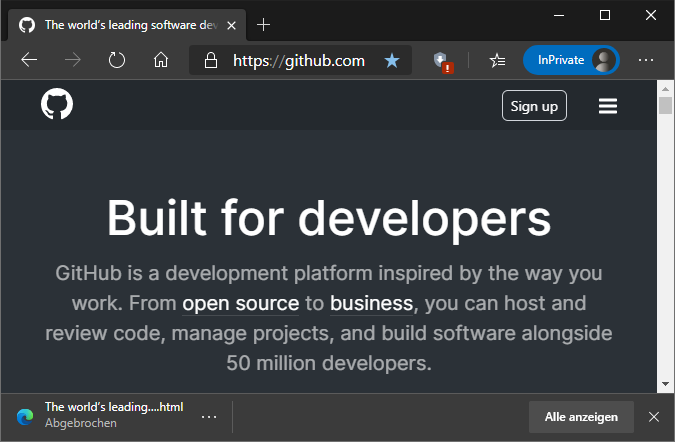 The world's leading software dev
https://github.com
InPrivate
Sign up
Built for developers
GitHub is a development platform inspired by the way you
work. From open source to business, you can host and
review code, manage projects, and build software alongside
50 million developers.
The world's leading....html
Abgebrochen
Alle anzeigen